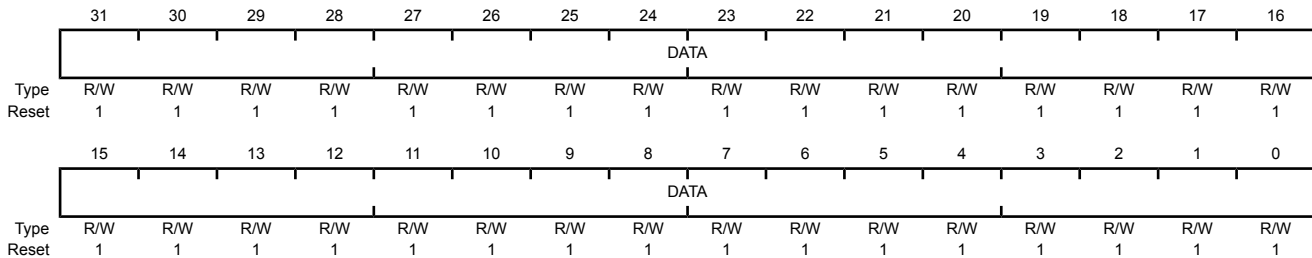 31 30 29 28 27 26 25 24 23 22 21 20 19 18 17 16
DATA
Type R/W R/W R/W R/W R/W R/W R/W R/W R/W R/W R/W R/W R/W R/W R/W R/W
Reset 1 1 1 1 1 1 1 1 1 1 1 1 1 1 1 1
15 14 13 12 11 10 9 8 7 6 5 4 3 2 1 0
DATA
Type R/W R/W R/W R/W R/W R/W R/W R/W R/W R/W R/W R/W R/W R/W R/W R/W
Reset 1 1 1 1 1 1 1 1 1 1 1 1 1 1 1 1